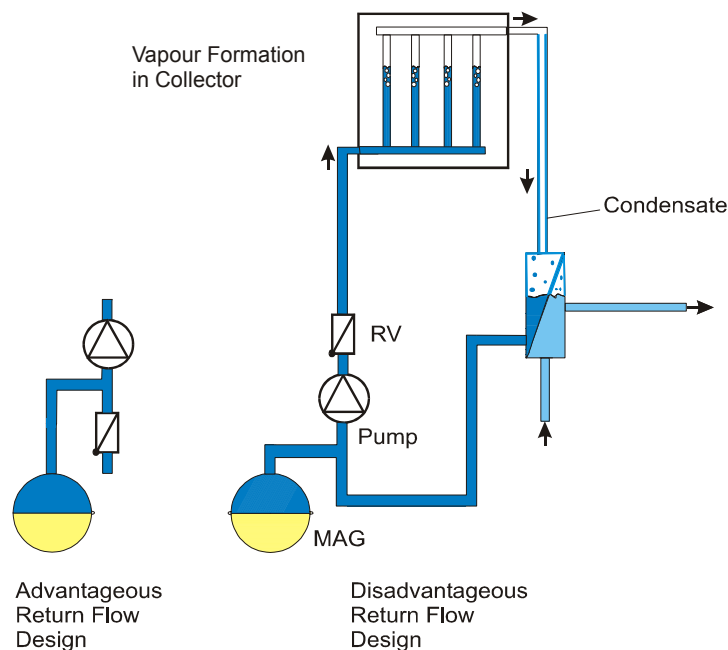 Vapour Formation
in Collector
Condensate
RV
Pump
MAG
Advantageous
Return Flow
Design
Disadvantageous
Return Flow
Design